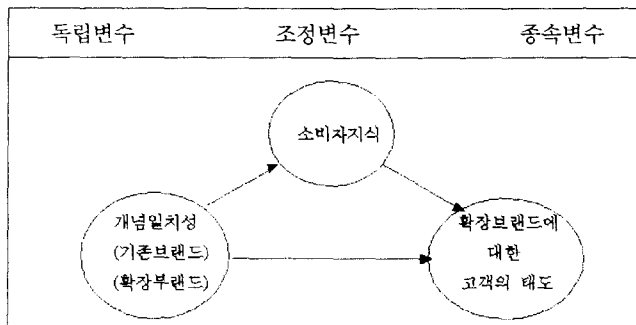 독립변수 조정변수 종속변수
소비자지식
개념일치성
(기존브랜드)
(확장부랜드)
확장브랜드에
대한
고객의 태도